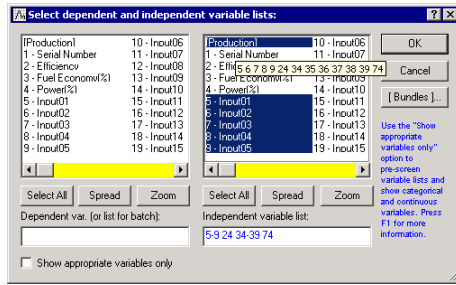 Select dependent and independent variable lists:
[Production] 10 - Input06
1 - Serial Number 11 - Input07
2 - Efficiency 12 - Input08
3 - Fuel Economy(%) 13 - Input09
4 - Power(%) 14 - Input10
5 - Input01 15 - Input11
6 - Input02 16 - Input12
7 - Input03 17 - Input13
8 - Input04 18 - Input14
9 - Input05 19 - Input15
Select All Spread Zoom
Dependent var. (or list for batch):
Show appropriate variables only
[Production] 10 - Input06
1 - Serial Number 11 - Input07
2 - Effi
5 6 7 8 9 24 34 35 36 37 38 39 74
3 - Fuel Economy(%) 13 - Input09
4 - Power(%) 14 - Input10
5 - Input01 15 - Input11
6 - Input02 16 - Input12
7 - Input03 17 - Input13
8 - Input04 18 - Input14
9 - Input05 19 - Input15
Select All Spread Zoom
Independent variable list:
5-9 24 34-39 74
OK
Cancel
[ Bundles ]...
Use the "Show
appropriate
variables only"
option to
pre-screen
variable lists and
show categorical
and continuous
variables. Press
F1 for more
information.